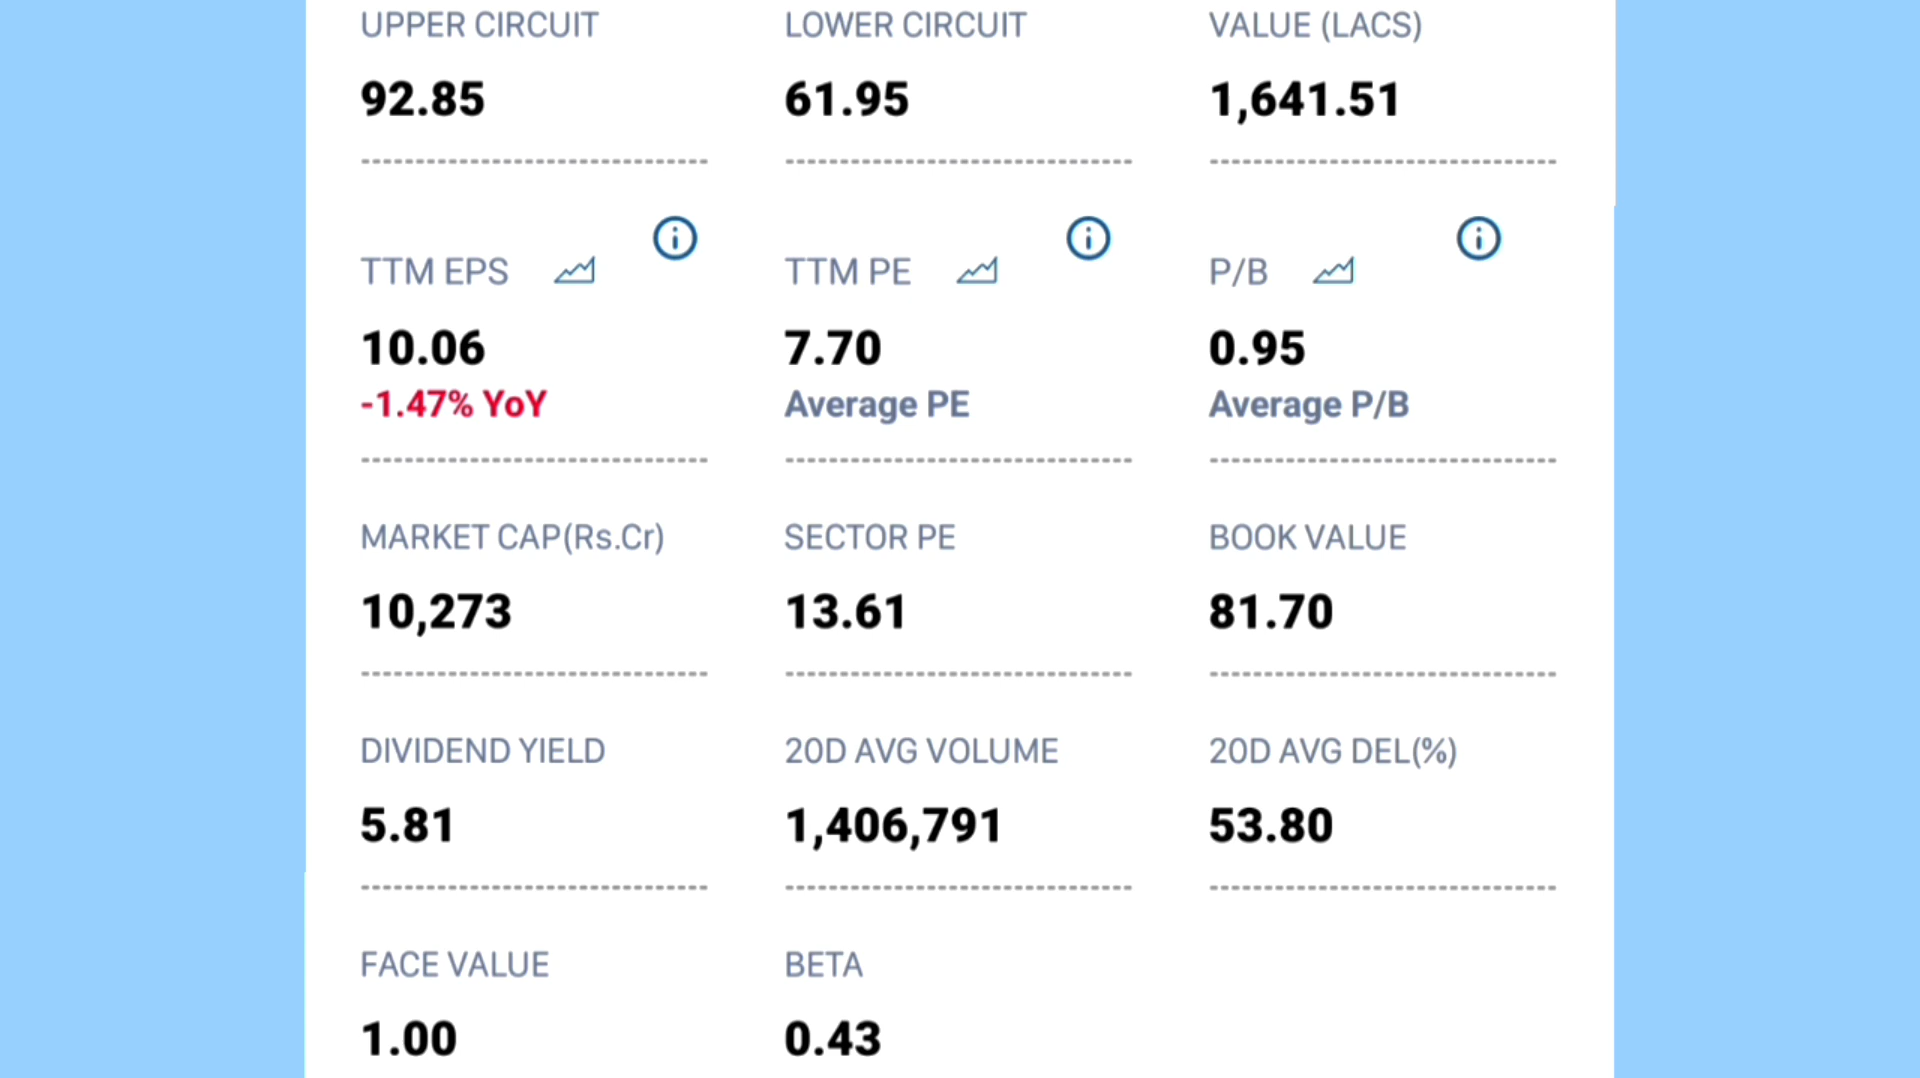 UPPER CIRCUIT LOWER CIRCUIT VALUE (LACS)
92.85 61.95 1,641.51
TTM EPS TTM PE P/B
10.06 7.70 0.95
-1.47% YoY Average PE Average P/B
MARKET CAP(Rs.Cr) SECTOR PE BOOK VALUE
10,273 13.61 81.70
DIVIDEND YIELD 20D AVG VOLUME 20D AVG DEL(%)
5.81 1,406,791 53.80
FACE VALUE BETA
1.00 0.43